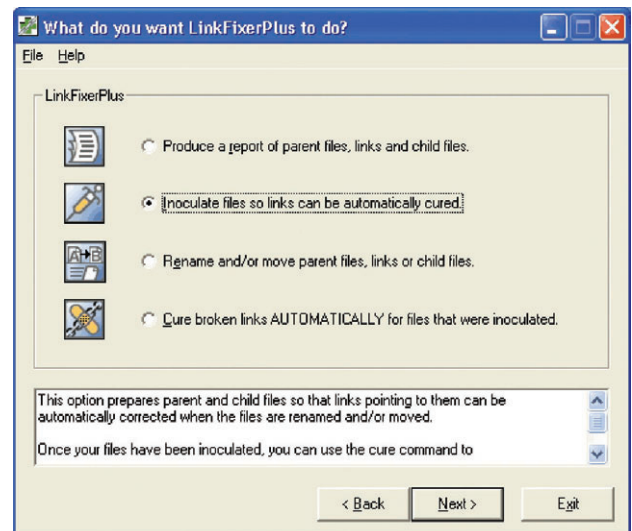 What do you want LinkFixerPlus to do?
File Help
LinkFixerPlus
Produce a report of parent files, links and child files.
Inoculate files so links can be automatically cured.
A→B
Rename and/or move parent files, links or child files.
Cure broken links AUTOMATICALLY for files that were inoculated.
This option prepares parent and child files so that links pointing to them can be
automatically corrected when the files are renamed and/or moved.
Once your files have been inoculated, you can use the cure command to
< Back Next > Exit